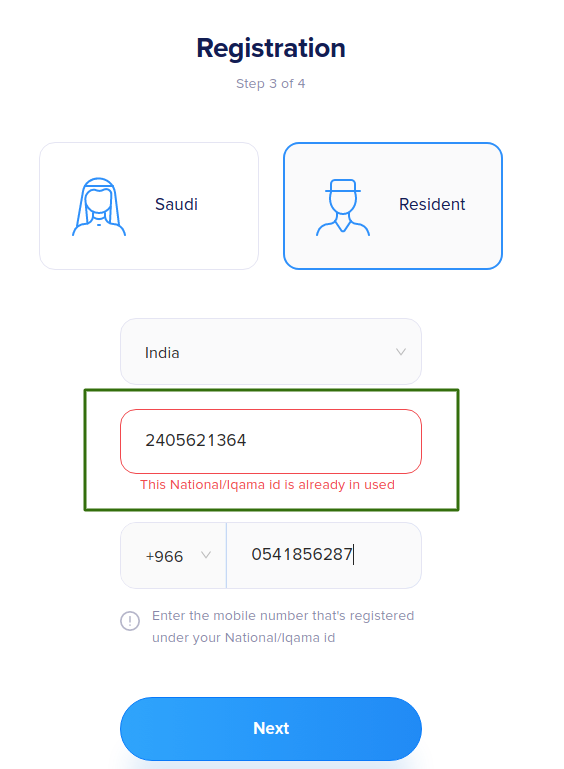 Registration
Step 3 of 4
Saudi
Resident
India
2405621364
This National/Iqama id is already in used
+966
0541856287
Enter the mobile number that's registered
under your National/Iqama id
Next